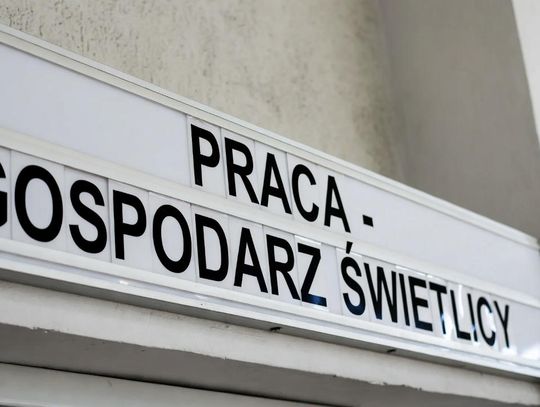 PRACA -
GOSPODARZ ŚWIETLICY